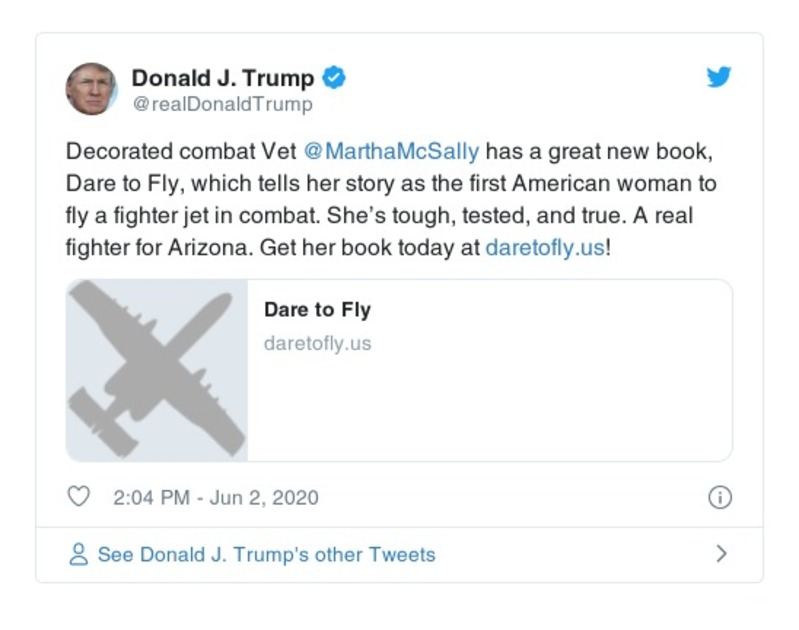 Donald J. Trump
@realDonaldTrump
Decorated combat Vet @MarthaMcSally has a great new book,
Dare to Fly, which tells her story as the first American woman to
fly a fighter jet in combat. She’s tough, tested, and true. A real
fighter for Arizona. Get her book today at daretofly.us!
Dare to Fly
daretofly.us
2:04 PM - Jun 2, 2020
See Donald J. Trump's other Tweets